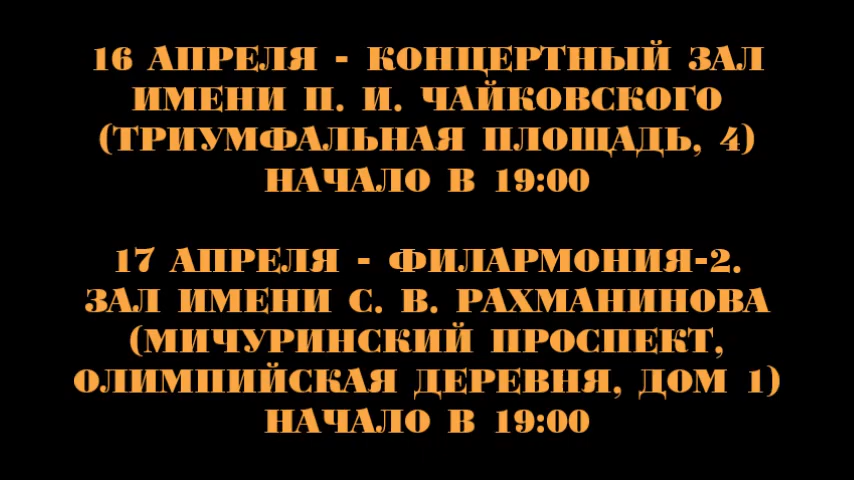 16 АПРЕЛЯ - КОНЦЕРТНЫЙ ЗАЛ
ИМЕНИ П. И. ЧАЙКОВСКОГО
(ТРИУМФАЛЬНАЯ ПЛОЩАДЬ, 4)
НАЧАЛО В 19:00
17 АПРЕЛЯ - ФИЛАРМОНИЯ-2.
ЗАЛ ИМЕНИ С. В. РАХМАНИНОВА
(МИЧУРИНСКИЙ ПРОСПЕКТ,
ОЛИМПИЙСКАЯ ДЕРЕВНЯ, ДОМ 1)
НАЧАЛО В 19:00